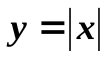 y = |x|